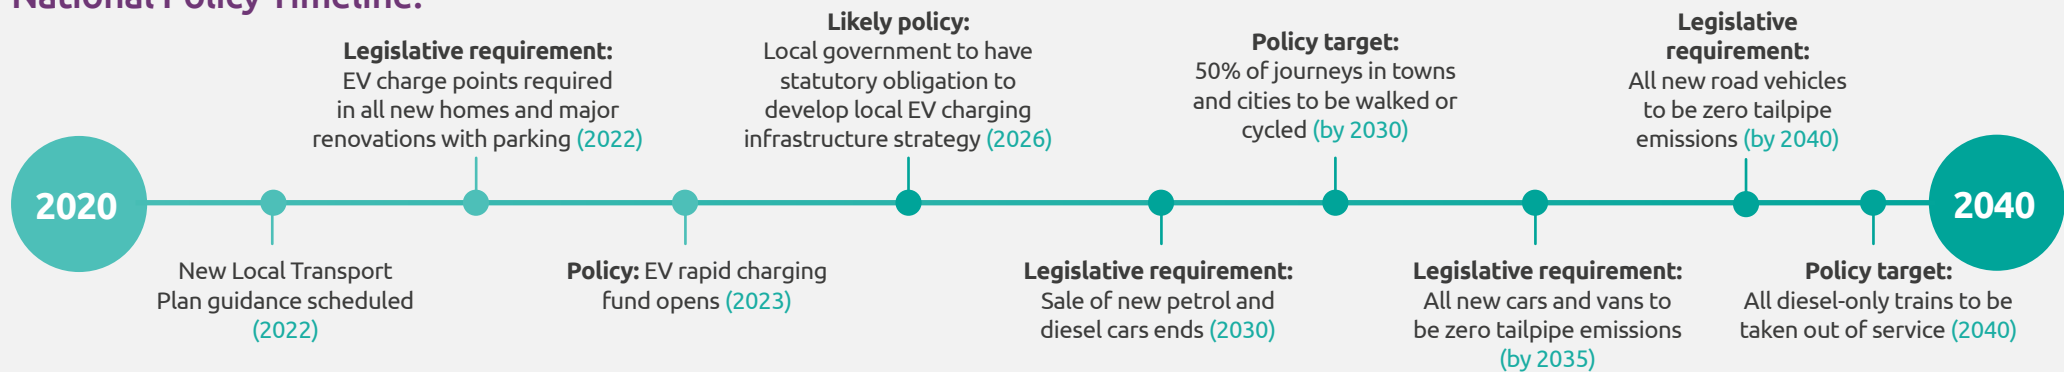 National Policy Timeline:
2020
New Local Transport
Plan guidance scheduled
(2022)
Legislative requirement:
EV charge points required
in all new homes and major
renovations with parking (2022)
Policy: EV rapid charging
fund opens (2023)
Likely policy:
Local government to have
statutory obligation to
develop local EV charging
infrastructure strategy (2026)
Legislative requirement:
Sale of new petrol and
diesel cars ends (2030)
Policy target:
50% of journeys in towns
and cities to be walked or
cycled (by 2030)
Legislative requirement:
All new cars and vans to
be zero tailpipe emissions
(by 2035)
Legislative
requirement:
All new road vehicles
to be zero tailpipe
emissions (by 2040)
Policy target:
All diesel-only trains to be
taken out of service (2040)
2040